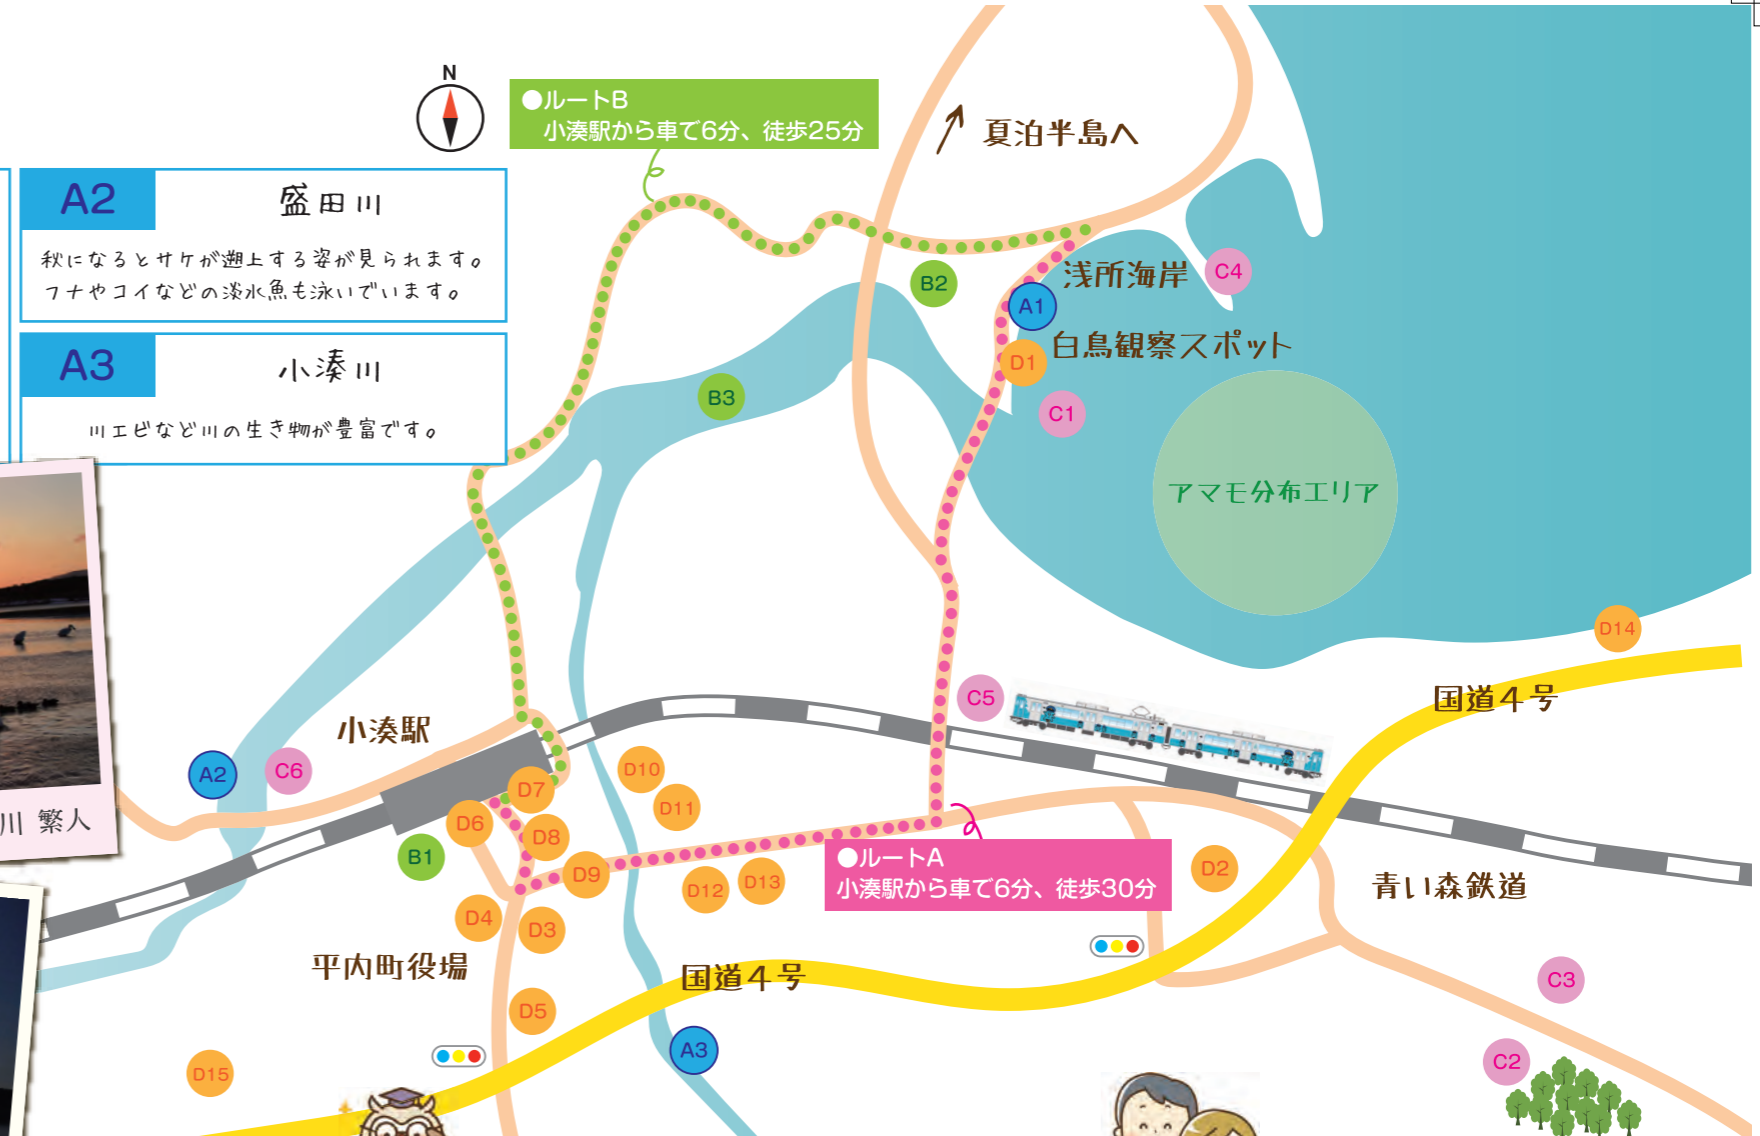 N
●ルートB
小湊駅から車で6分、徒歩25分
夏泊半島へ
A2
盛田川
秋になるとサケが遡上する姿が見られます。
フナやコイなどの淡水魚も泳いでいます。
A3
小湊川
川エビなど川の生き物が豊富です。
B2
浅所海岸
C4
A1
白鳥観察スポット
D1
B3
C1
アマモ分布エリア
D14
国道4号
C5
小湊駅
A2
C6
D10
D7
D11
川 繁人
D6
D8
B1
●ルートA
小湊駅から車で6分、徒歩30分
D9
D12
D13
D2
青い森鉄道
D4
D3
平内町役場
国道4号
C3
D5
A3
C2
D15